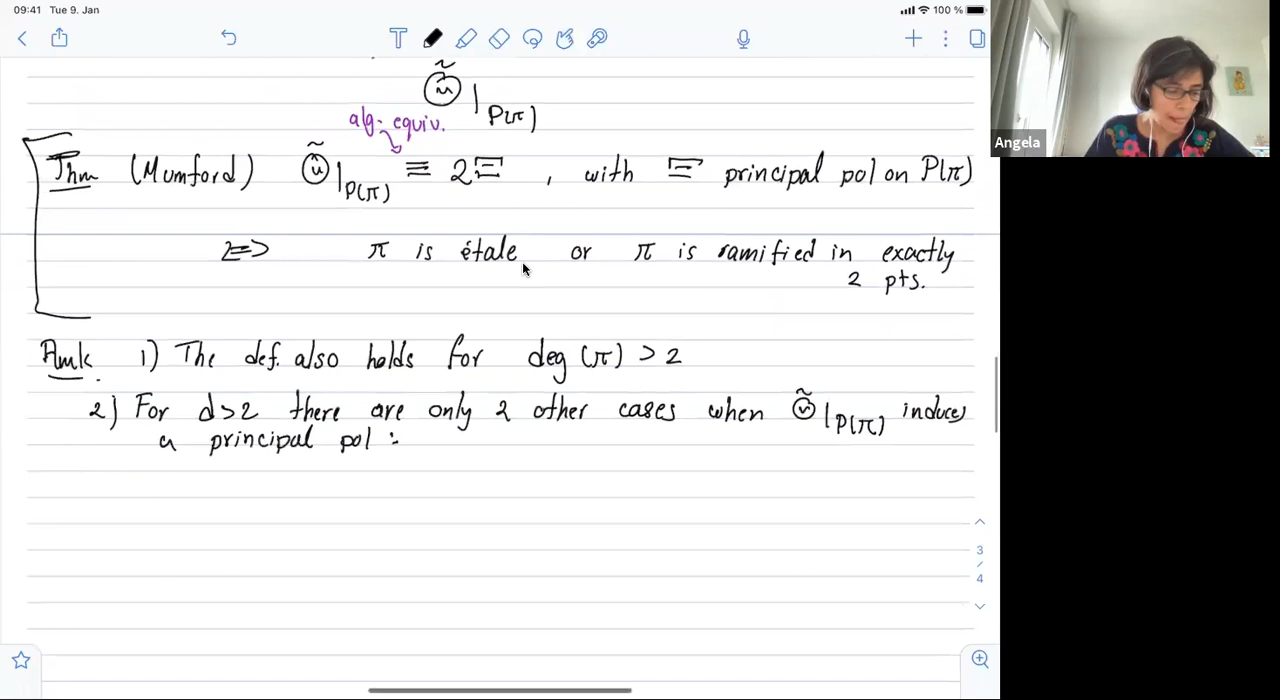 09:41 Tue 9. Jan 100 %
Θ̃ |P(π)
alg. equiv.
Thm (Mumford) Θ̃|P(π) ≡ 2Ξ , with Ξ principal pol on P(π)
⟺ π is étale or π is ramified in exactly
2 pts.
Rmk. 1) The def. also holds for deg (π) > 2
2) For d>2 there are only 2 other cases when Θ̃|P(π) induces
a principal pol :
3
/
4
Angela